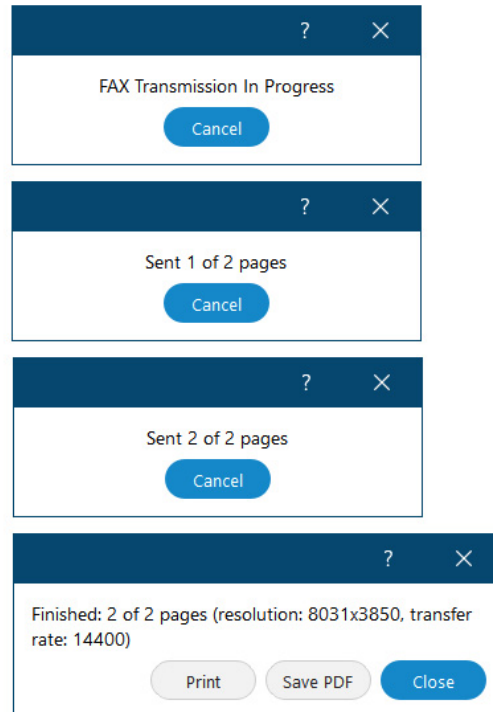 ?
FAX Transmission In Progress
Cancel
?
Sent 1 of 2 pages
Cancel
?
Sent 2 of 2 pages
Cancel
?
Finished: 2 of 2 pages (resolution: 8031x3850, transfer
rate: 14400)
Print Save PDF Close